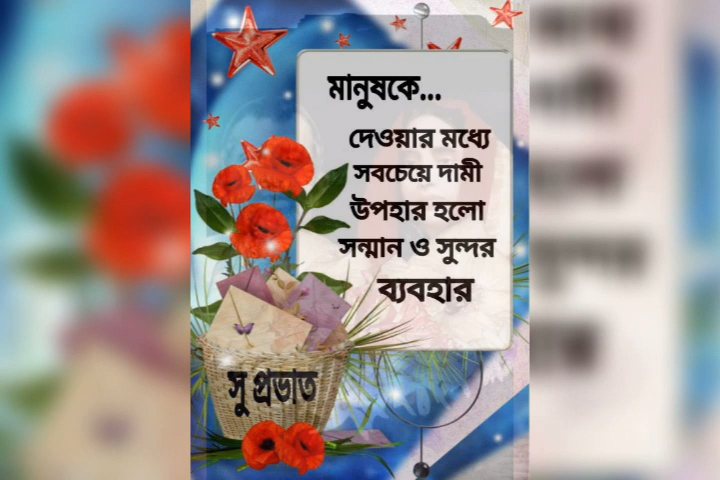 মানুষকে...
দেওয়ার মধ্যে
সবচেয়ে দামী
উপহার হলো
সন্মান ও সুন্দর
ব্যবহার
সু প্রভাত